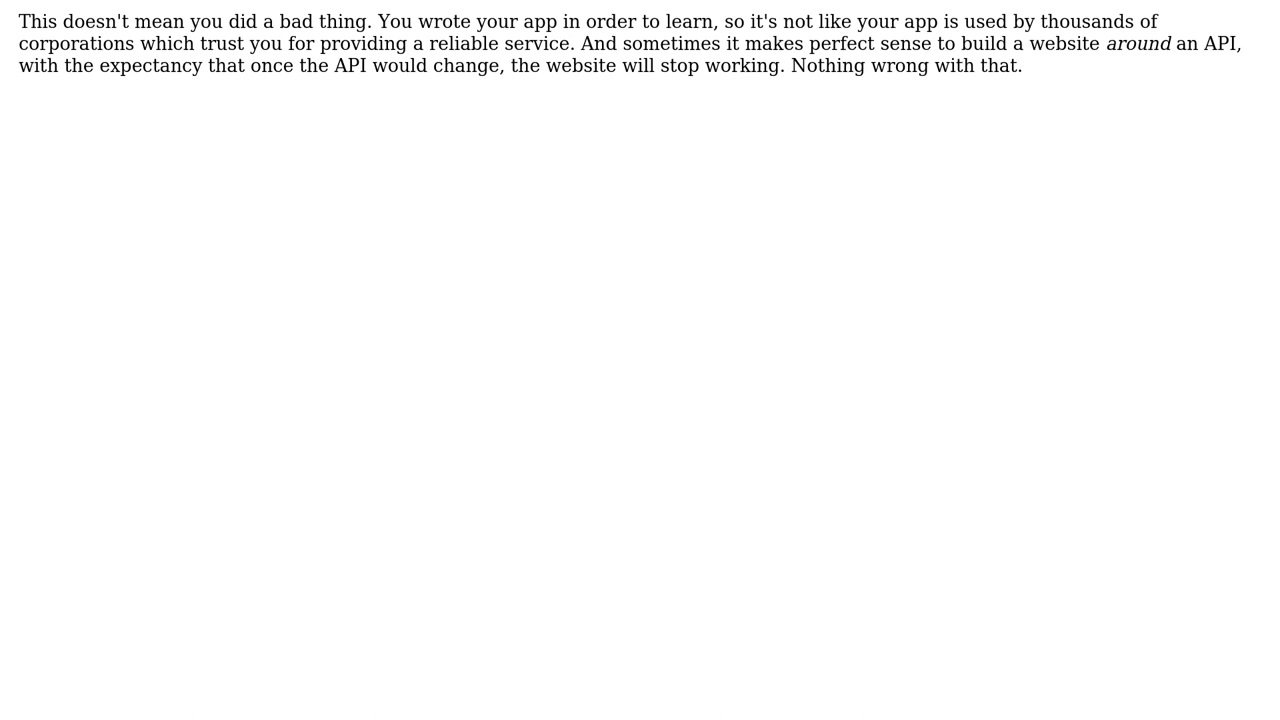 This doesn't mean you did a bad thing. You wrote your app in order to learn, so it's not like your app is used by thousands of
corporations which trust you for providing a reliable service. And sometimes it makes perfect sense to build a website around an API,
with the expectancy that once the API would change, the website will stop working. Nothing wrong with that.